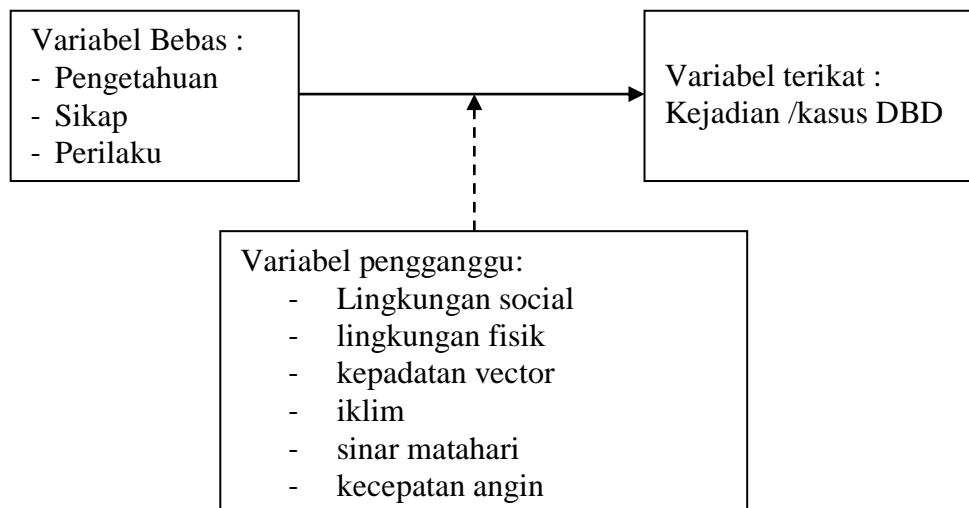 Variabel Bebas :
- Pengetahuan
- Sikap
- Perilaku
Variabel terikat :
Kejadian /kasus DBD
Variabel pengganggu:
- Lingkungan social
- lingkungan fisik
- kepadatan vector
- iklim
- sinar matahari
- kecepatan angin